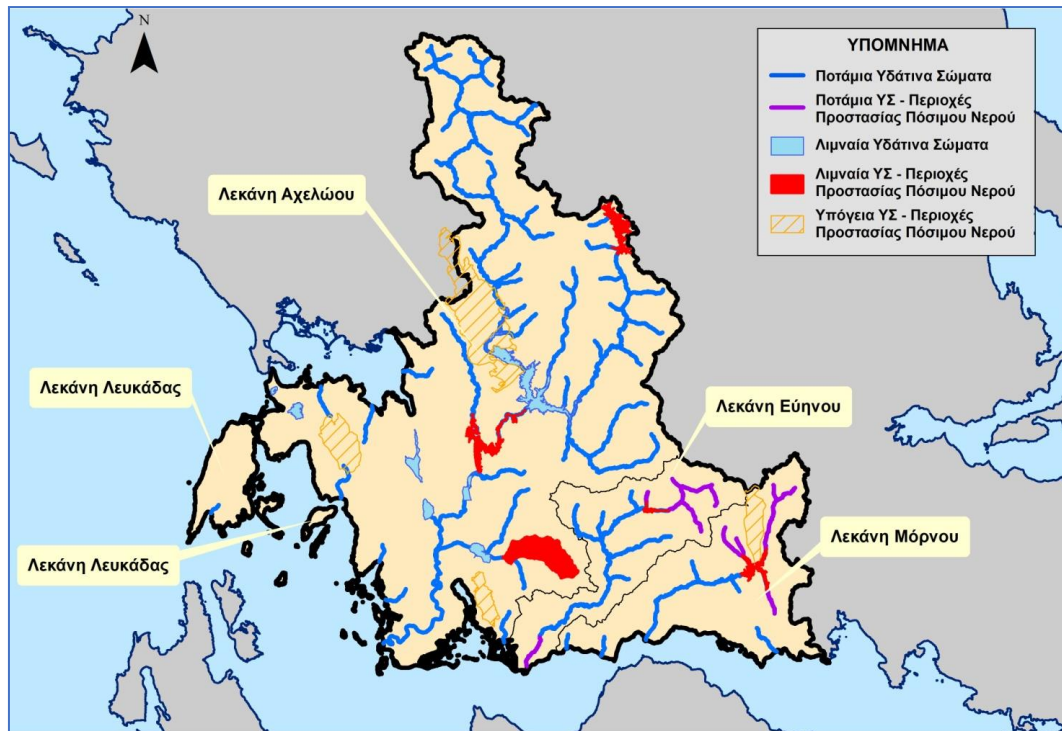 N
ΥΠΟΜΝΗΜΑ
Ποτάμια Υδάτινα Σώματα
Ποτάμια ΥΣ - Περιοχές
Προστασίας Πόσιμου Νερού
Λιμναία Υδάτινα Σώματα
Λιμναία ΥΣ - Περιοχές
Προστασίας Πόσιμου Νερού
Υπόγεια ΥΣ - Περιοχές
Προστασίας Πόσιμου Νερού
Λεκάνη Αχελώου
Λεκάνη Λευκάδας
Λεκάνη Εύηνου
Λεκάνη Μόρνου
Λεκάνη Λευκάδας